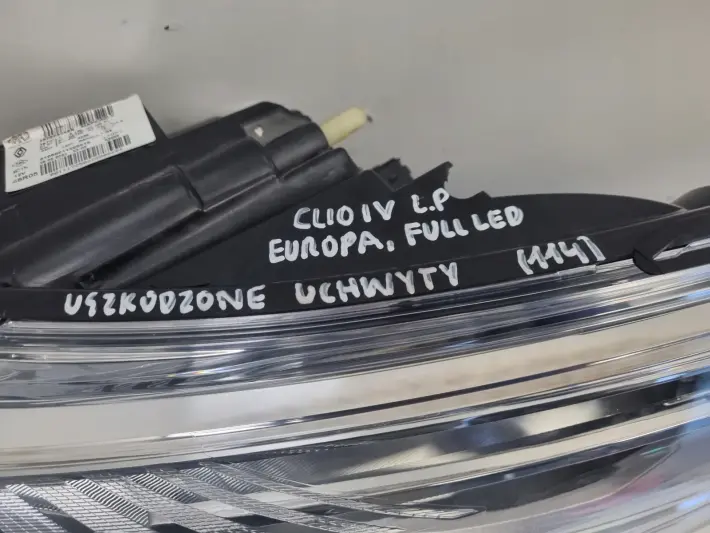 CLIO IV L.P
EUROPA, FULL LED
USZKODZONE UCHWYTY (114)